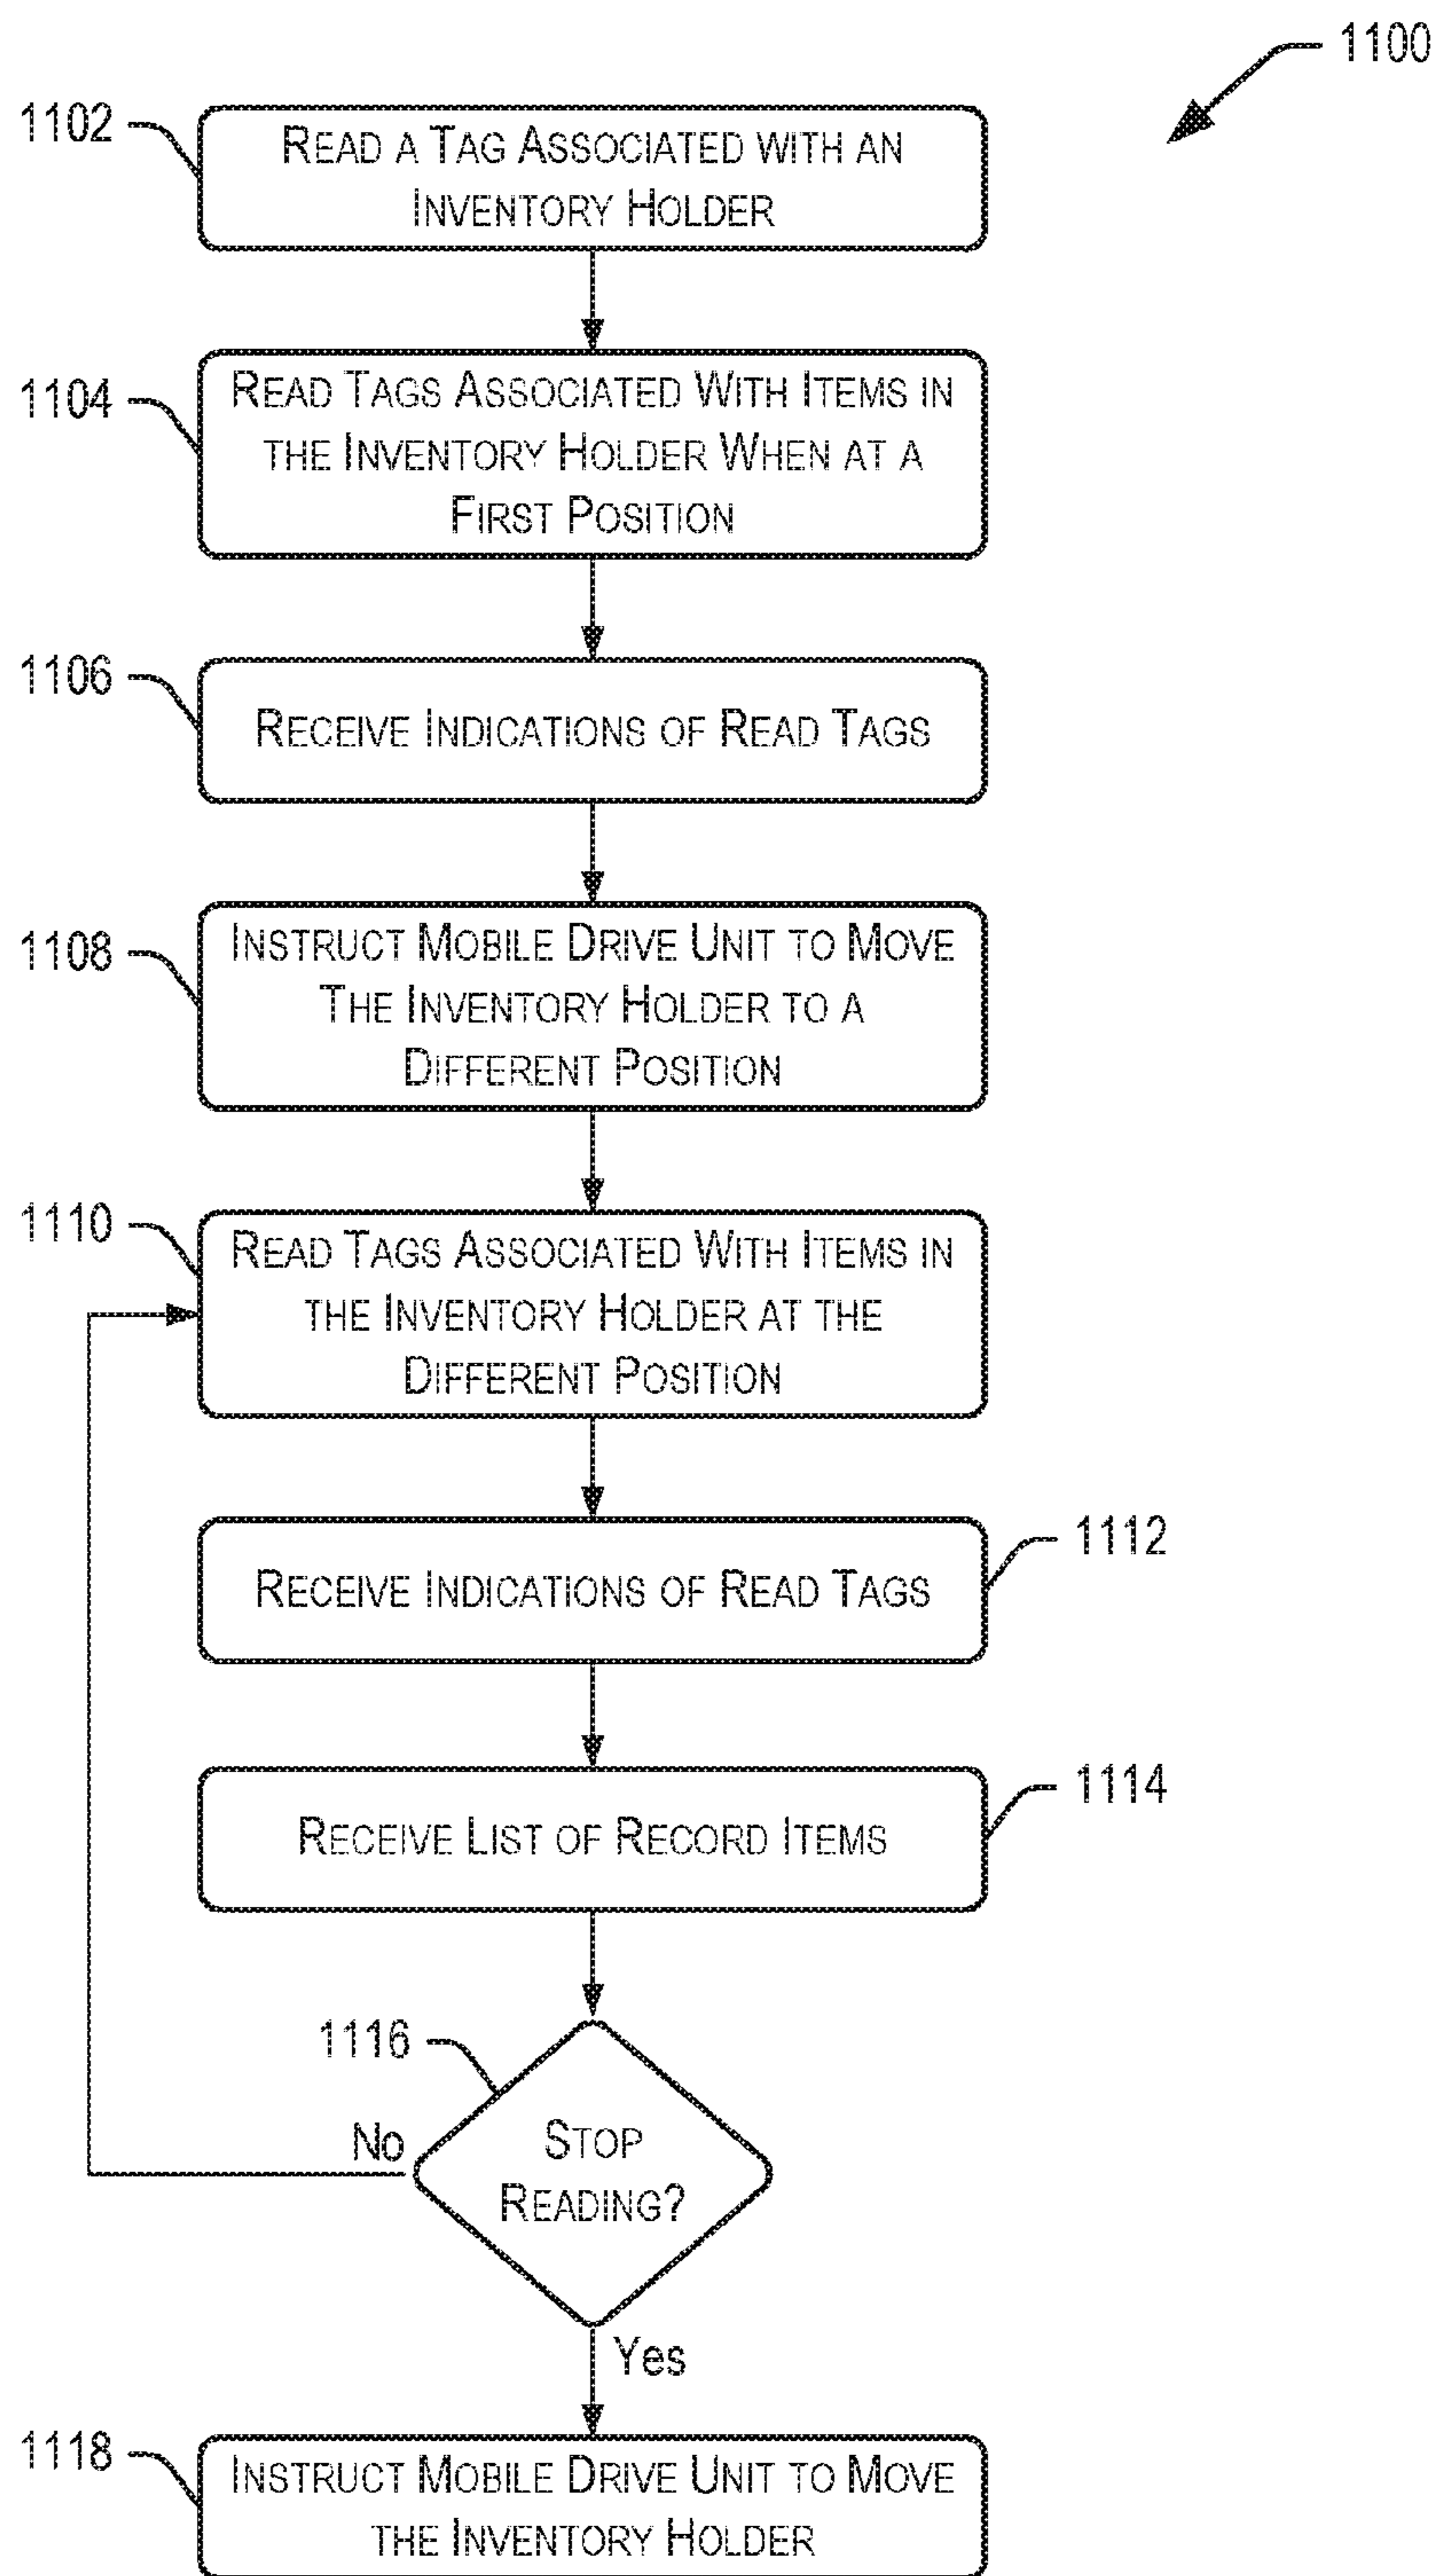 1100
1102
READ A TAG ASSOCIATED WITH AN
INVENTORY HOLDER
1104
READ TAGS ASSOCIATED WITH ITEMS IN
THE INVENTORY HOLDER WHEN AT A
FIRST POSITION
1106
RECEIVE INDICATIONS OF READ TAGS
1108
INSTRUCT MOBILE DRIVE UNIT TO MOVE
THE INVENTORY HOLDER TO A
DIFFERENT POSITION
1110
READ TAGS ASSOCIATED WITH ITEMS IN
THE INVENTORY HOLDER AT THE
DIFFERENT POSITION
1112
RECEIVE INDICATIONS OF READ TAGS
1114
RECEIVE LIST OF RECORD ITEMS
1116
STOP
READING?
No
Yes
1118
INSTRUCT MOBILE DRIVE UNIT TO MOVE
THE INVENTORY HOLDER